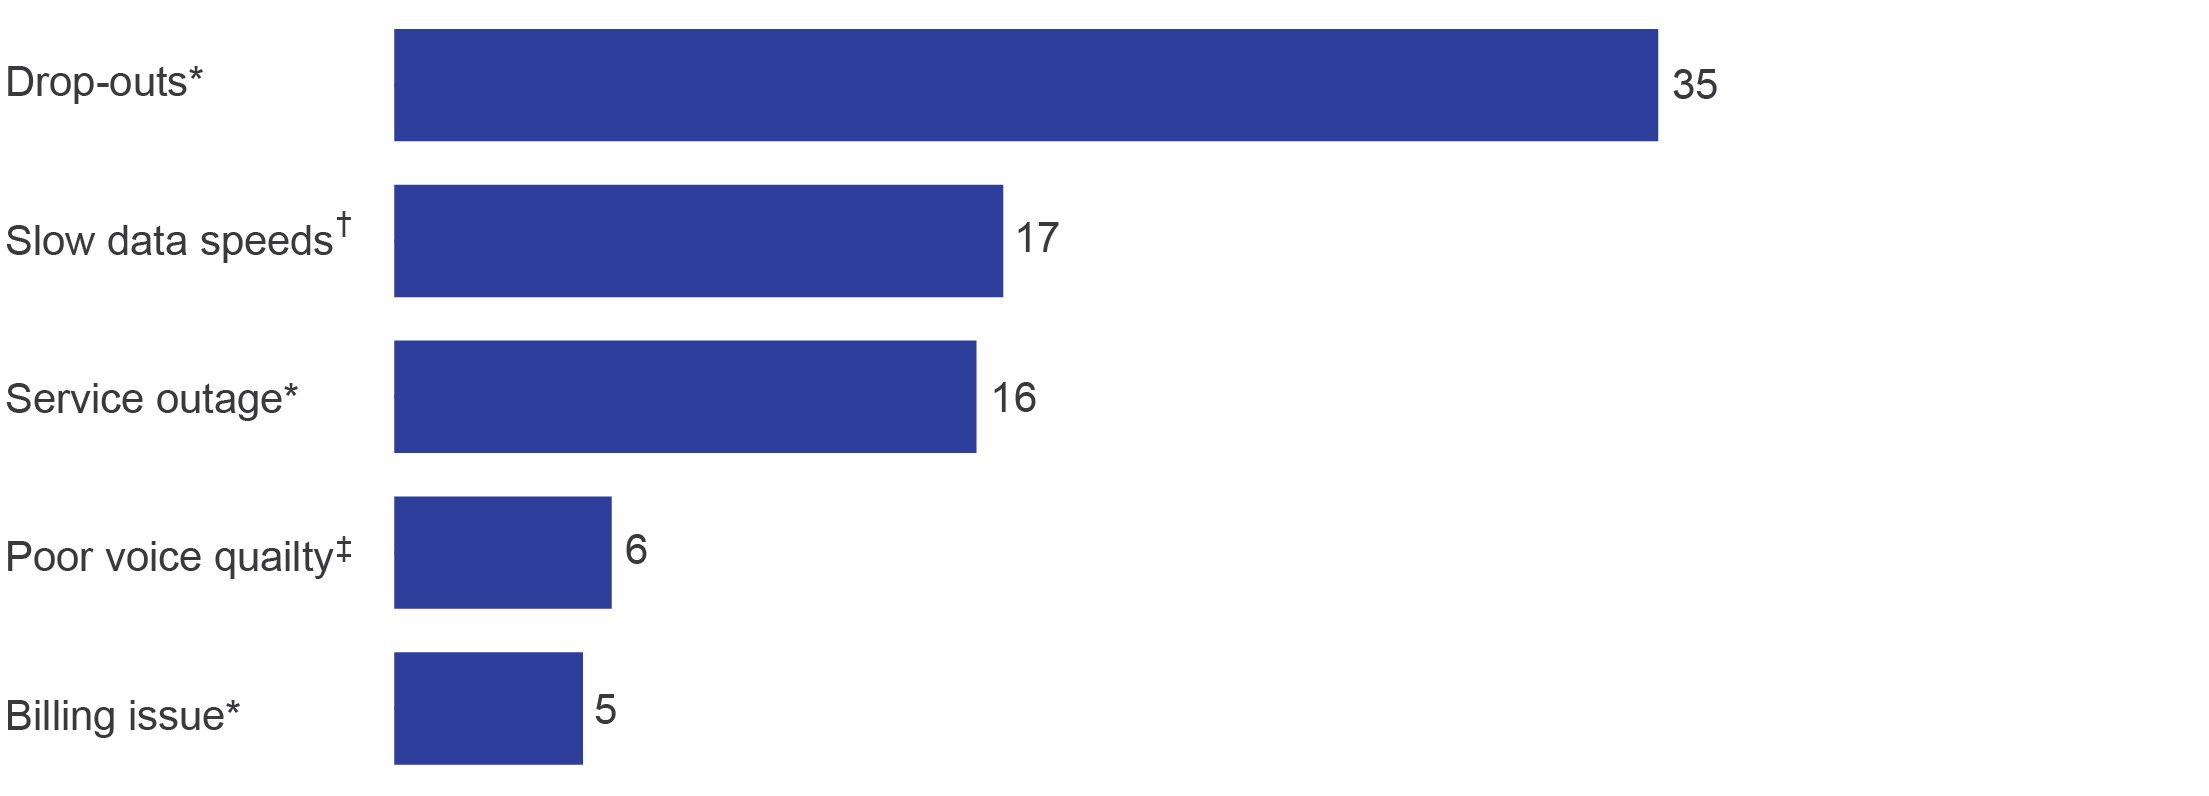 Drop-outs* 35
Slow data speeds† 17
Service outage* 16
Poor voice quailty‡ 6
Billing issue* 5